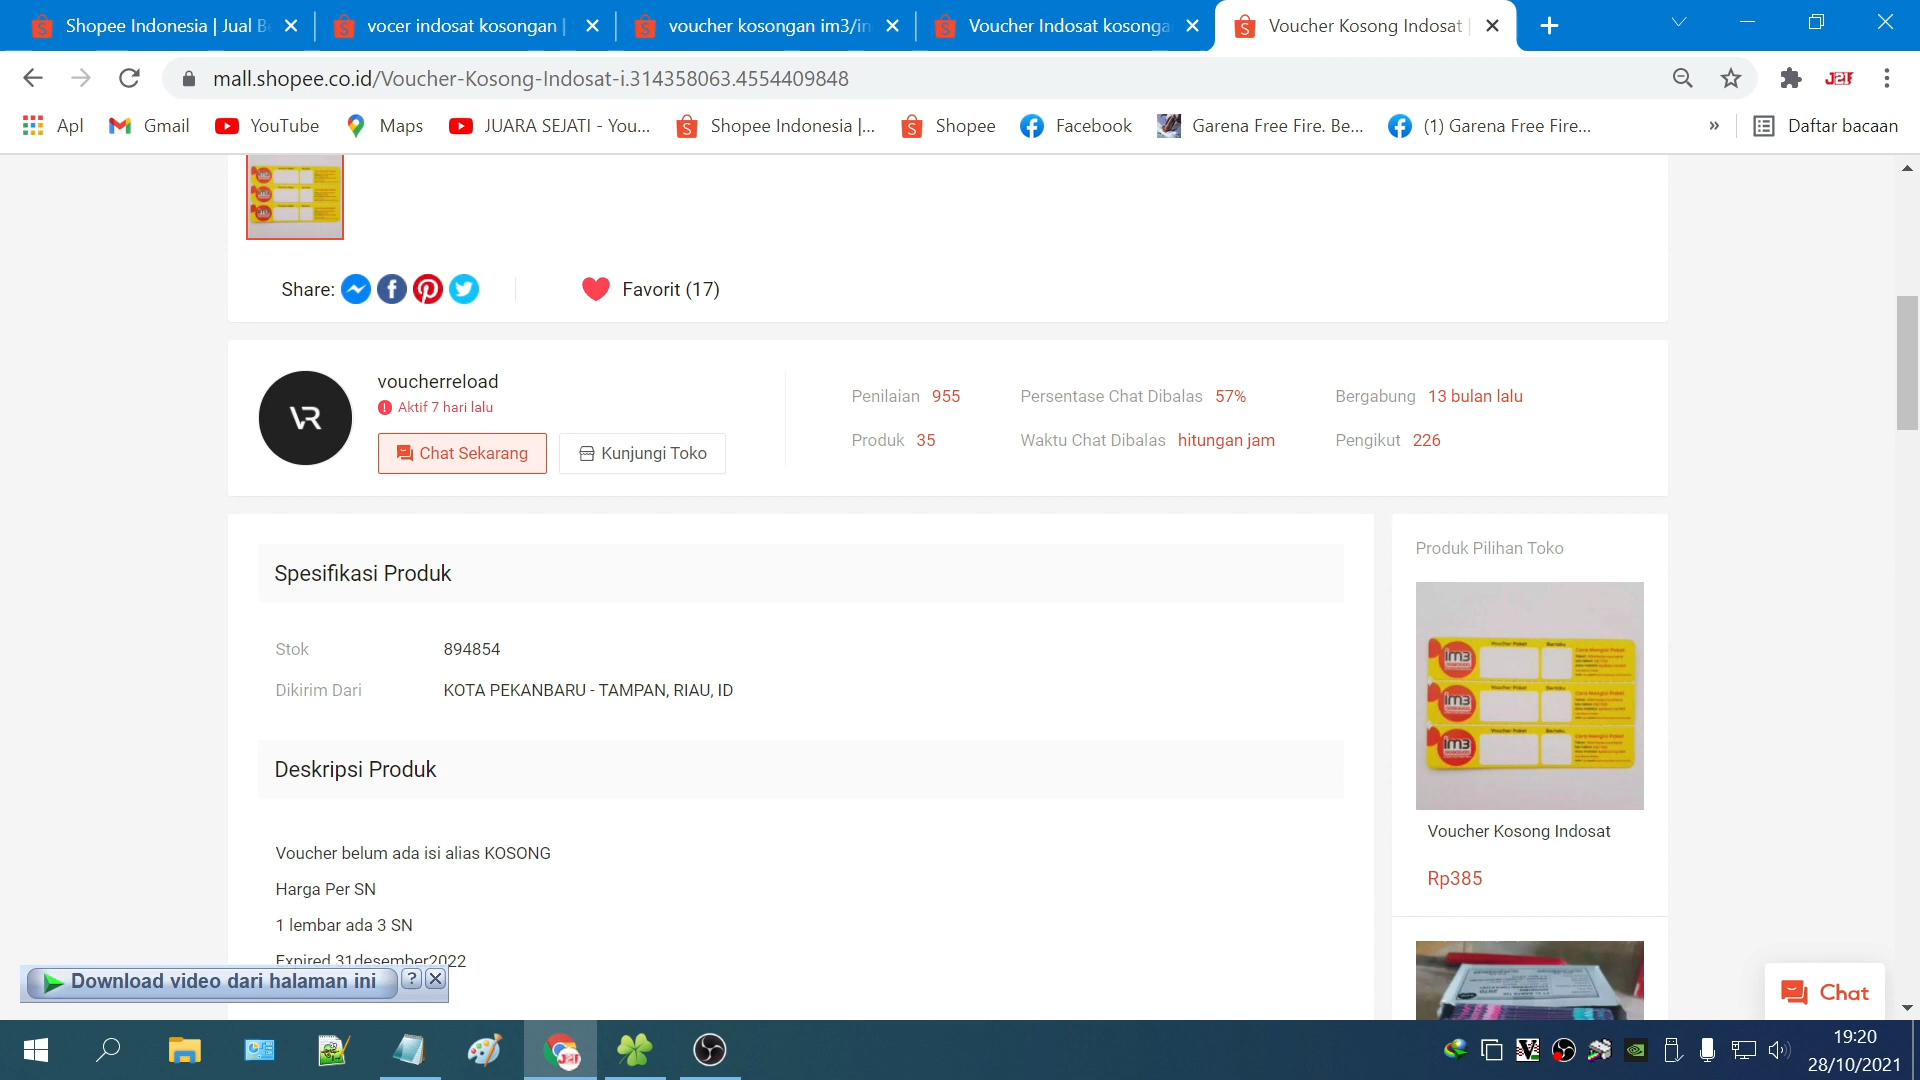 Shopee Indonesia | Jual Be
vocer indosat kosongan |
voucher kosongan im3/in
Voucher Indosat kosonga
Voucher Kosong Indosat |
mall.shopee.co.id/Voucher-Kosong-Indosat-i.314358063.4554409848
Apl
Gmail
YouTube
Maps
JUARA SEJATI - You...
Shopee Indonesia |...
Shopee
Facebook
Garena Free Fire. Be...
(1) Garena Free Fire...
»
Daftar bacaan
Share:
Favorit (17)
voucherreload
Aktif 7 hari lalu
Chat Sekarang
Kunjungi Toko
Penilaian 955
Persentase Chat Dibalas 57%
Bergabung 13 bulan lalu
Produk 35
Waktu Chat Dibalas hitungan jam
Pengikut 226
Spesifikasi Produk
Stok 894854
Dikirim Dari KOTA PEKANBARU - TAMPAN, RIAU, ID
Deskripsi Produk
Voucher belum ada isi alias KOSONG
Harga Per SN
1 lembar ada 3 SN
Expired 31desember2022
Produk Pilihan Toko
im3
im3
im3
Voucher Kosong Indosat
Rp385
Download video dari halaman ini
?
Chat
19:20
28/10/2021